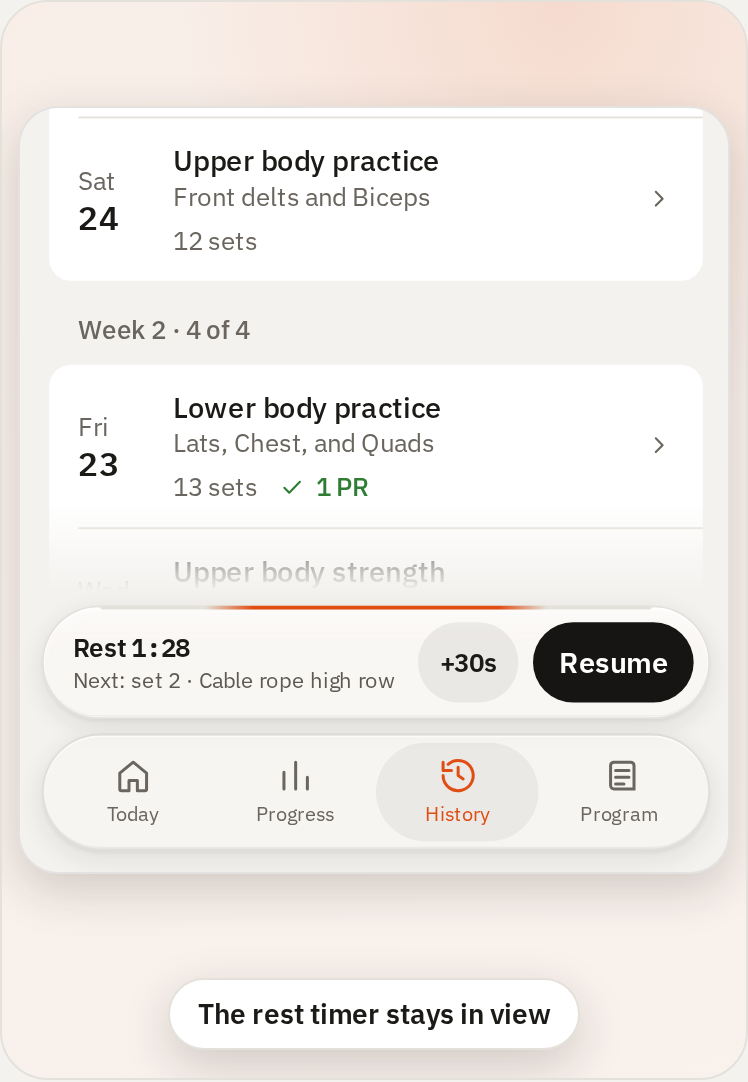 Sat
24
Upper body practice
Front delts and Biceps
12 sets
Week 2 · 4 of 4
Fri
23
Lower body practice
Lats, Chest, and Quads
13 sets 1 PR
Wed
Upper body strength
Rest 1:28
Next: set 2 · Cable rope high row
+30s
Resume
Today
Progress
History
Program
The rest timer stays in view